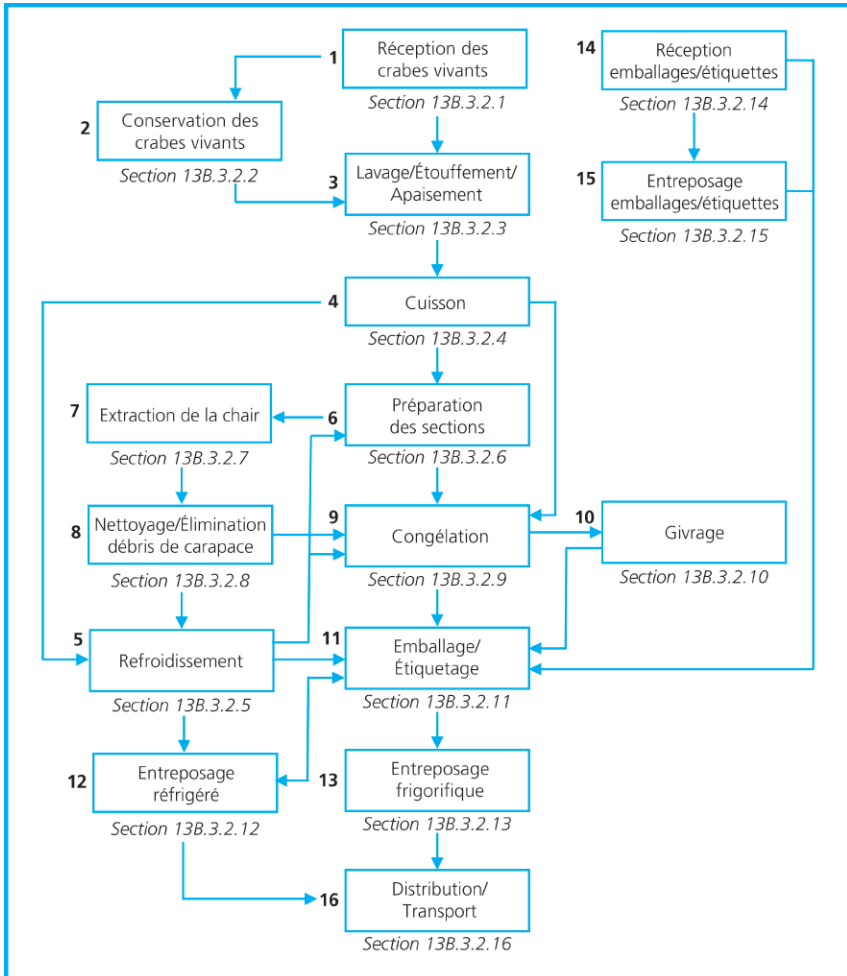 1
Réception des
crabes vivants
Section 13B.3.2.1
14
Réception
emballages/étiquettes
Section 13B.3.2.14
2
Conservation des
crabes vivants
Section 13B.3.2.2
3
Lavage/Étouffement/
Apaisement
Section 13B.3.2.3
15
Entreposage
emballages/étiquettes
Section 13B.3.2.15
4
Cuisson
Section 13B.3.2.4
7
Extraction de la chair
Section 13B.3.2.7
6
Préparation
des sections
Section 13B.3.2.6
8
Nettoyage/Élimination
débris de carapace
Section 13B.3.2.8
9
Congélation
Section 13B.3.2.9
10
Givrage
Section 13B.3.2.10
5
Refroidissement
Section 13B.3.2.5
11
Emballage/
Étiquetage
Section 13B.3.2.11
12
Entreposage
réfrigéré
Section 13B.3.2.12
13
Entreposage
frigorifique
Section 13B.3.2.13
16
Distribution/
Transport
Section 13B.3.2.16